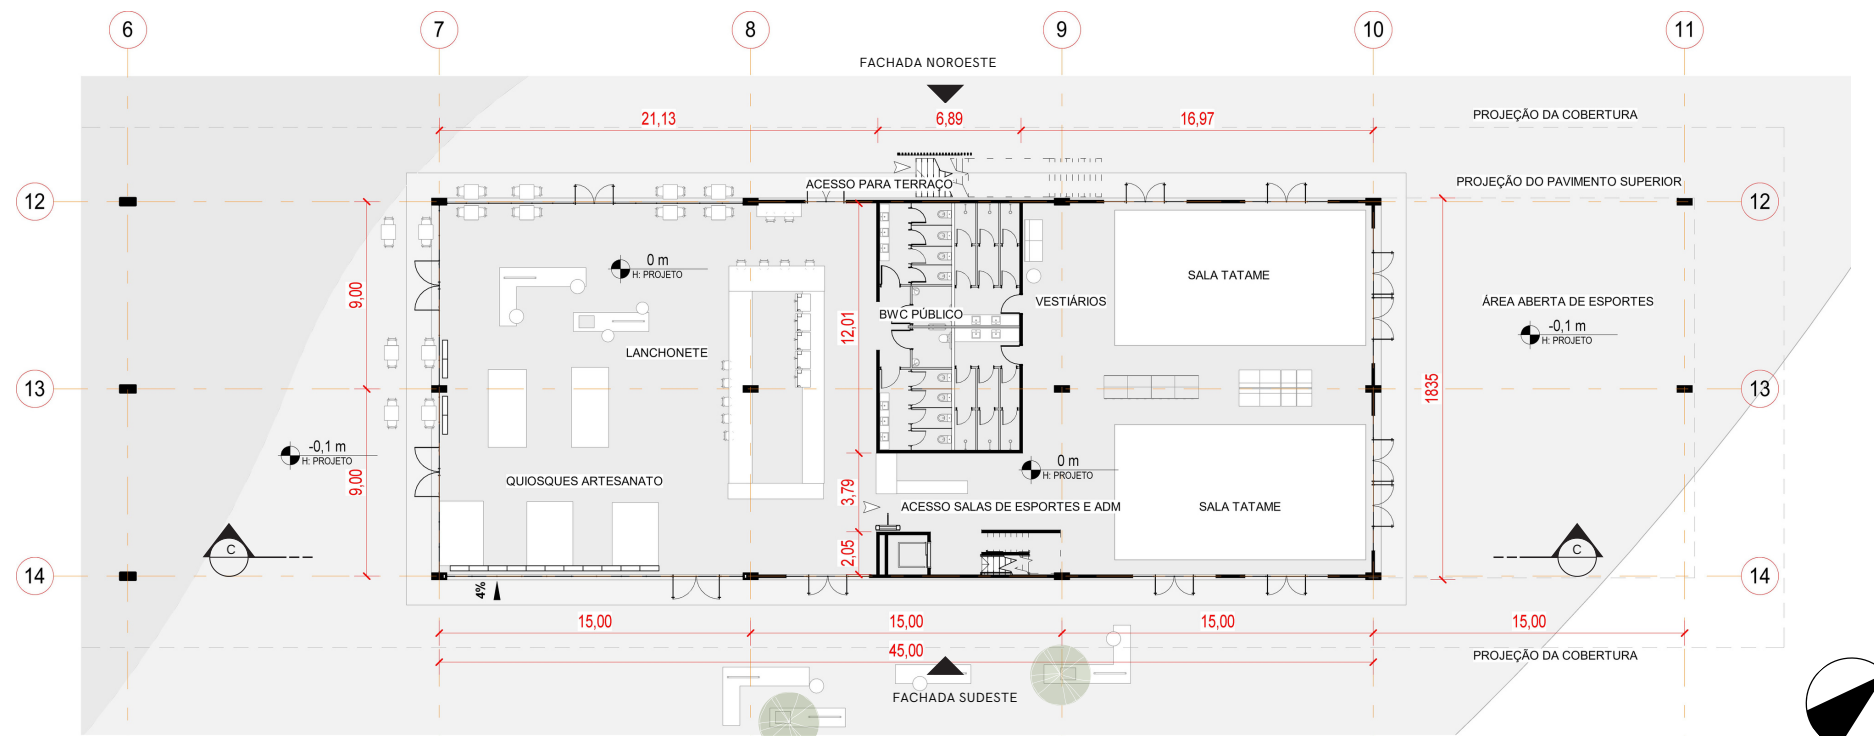 6 7 8 9 10 11
FACHADA NOROESTE
21,13 6,89 16,97
PROJEÇÃO DA COBERTURA
ACESSO PARA TERRAÇO
PROJEÇÃO DO PAVIMENTO SUPERIOR
12 12
0 m
H: PROJETO
SALA TATAME
9,00
12,01
VESTIÁRIOS
BWC PÚBLICO
ÁREA ABERTA DE ESPORTES
-0,1 m
H: PROJETO
LANCHONETE
13 13
1835
-0,1 m
H: PROJETO
9,00
0 m
H: PROJETO
QUIOSQUES ARTESANATO
3,79
ACESSO SALAS DE ESPORTES E ADM
SALA TATAME
C C
2,05
14 14
4%
15,00 15,00 15,00 15,00
45,00
PROJEÇÃO DA COBERTURA
FACHADA SUDESTE